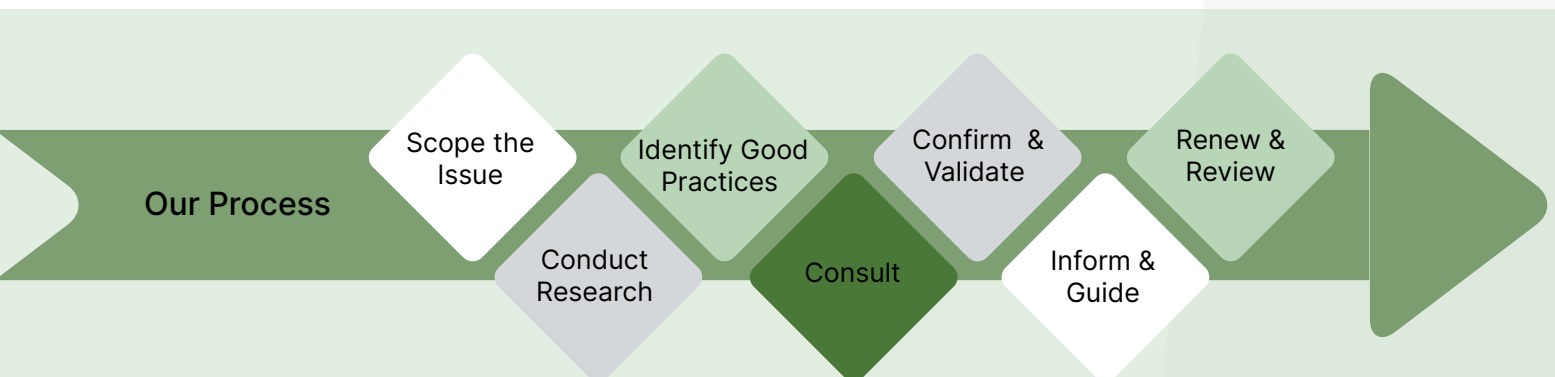 Our Process
Scope the
Issue
Conduct
Research
Identify Good
Practices
Consult
Confirm  &
Validate
Inform &
Guide
Renew &
Review